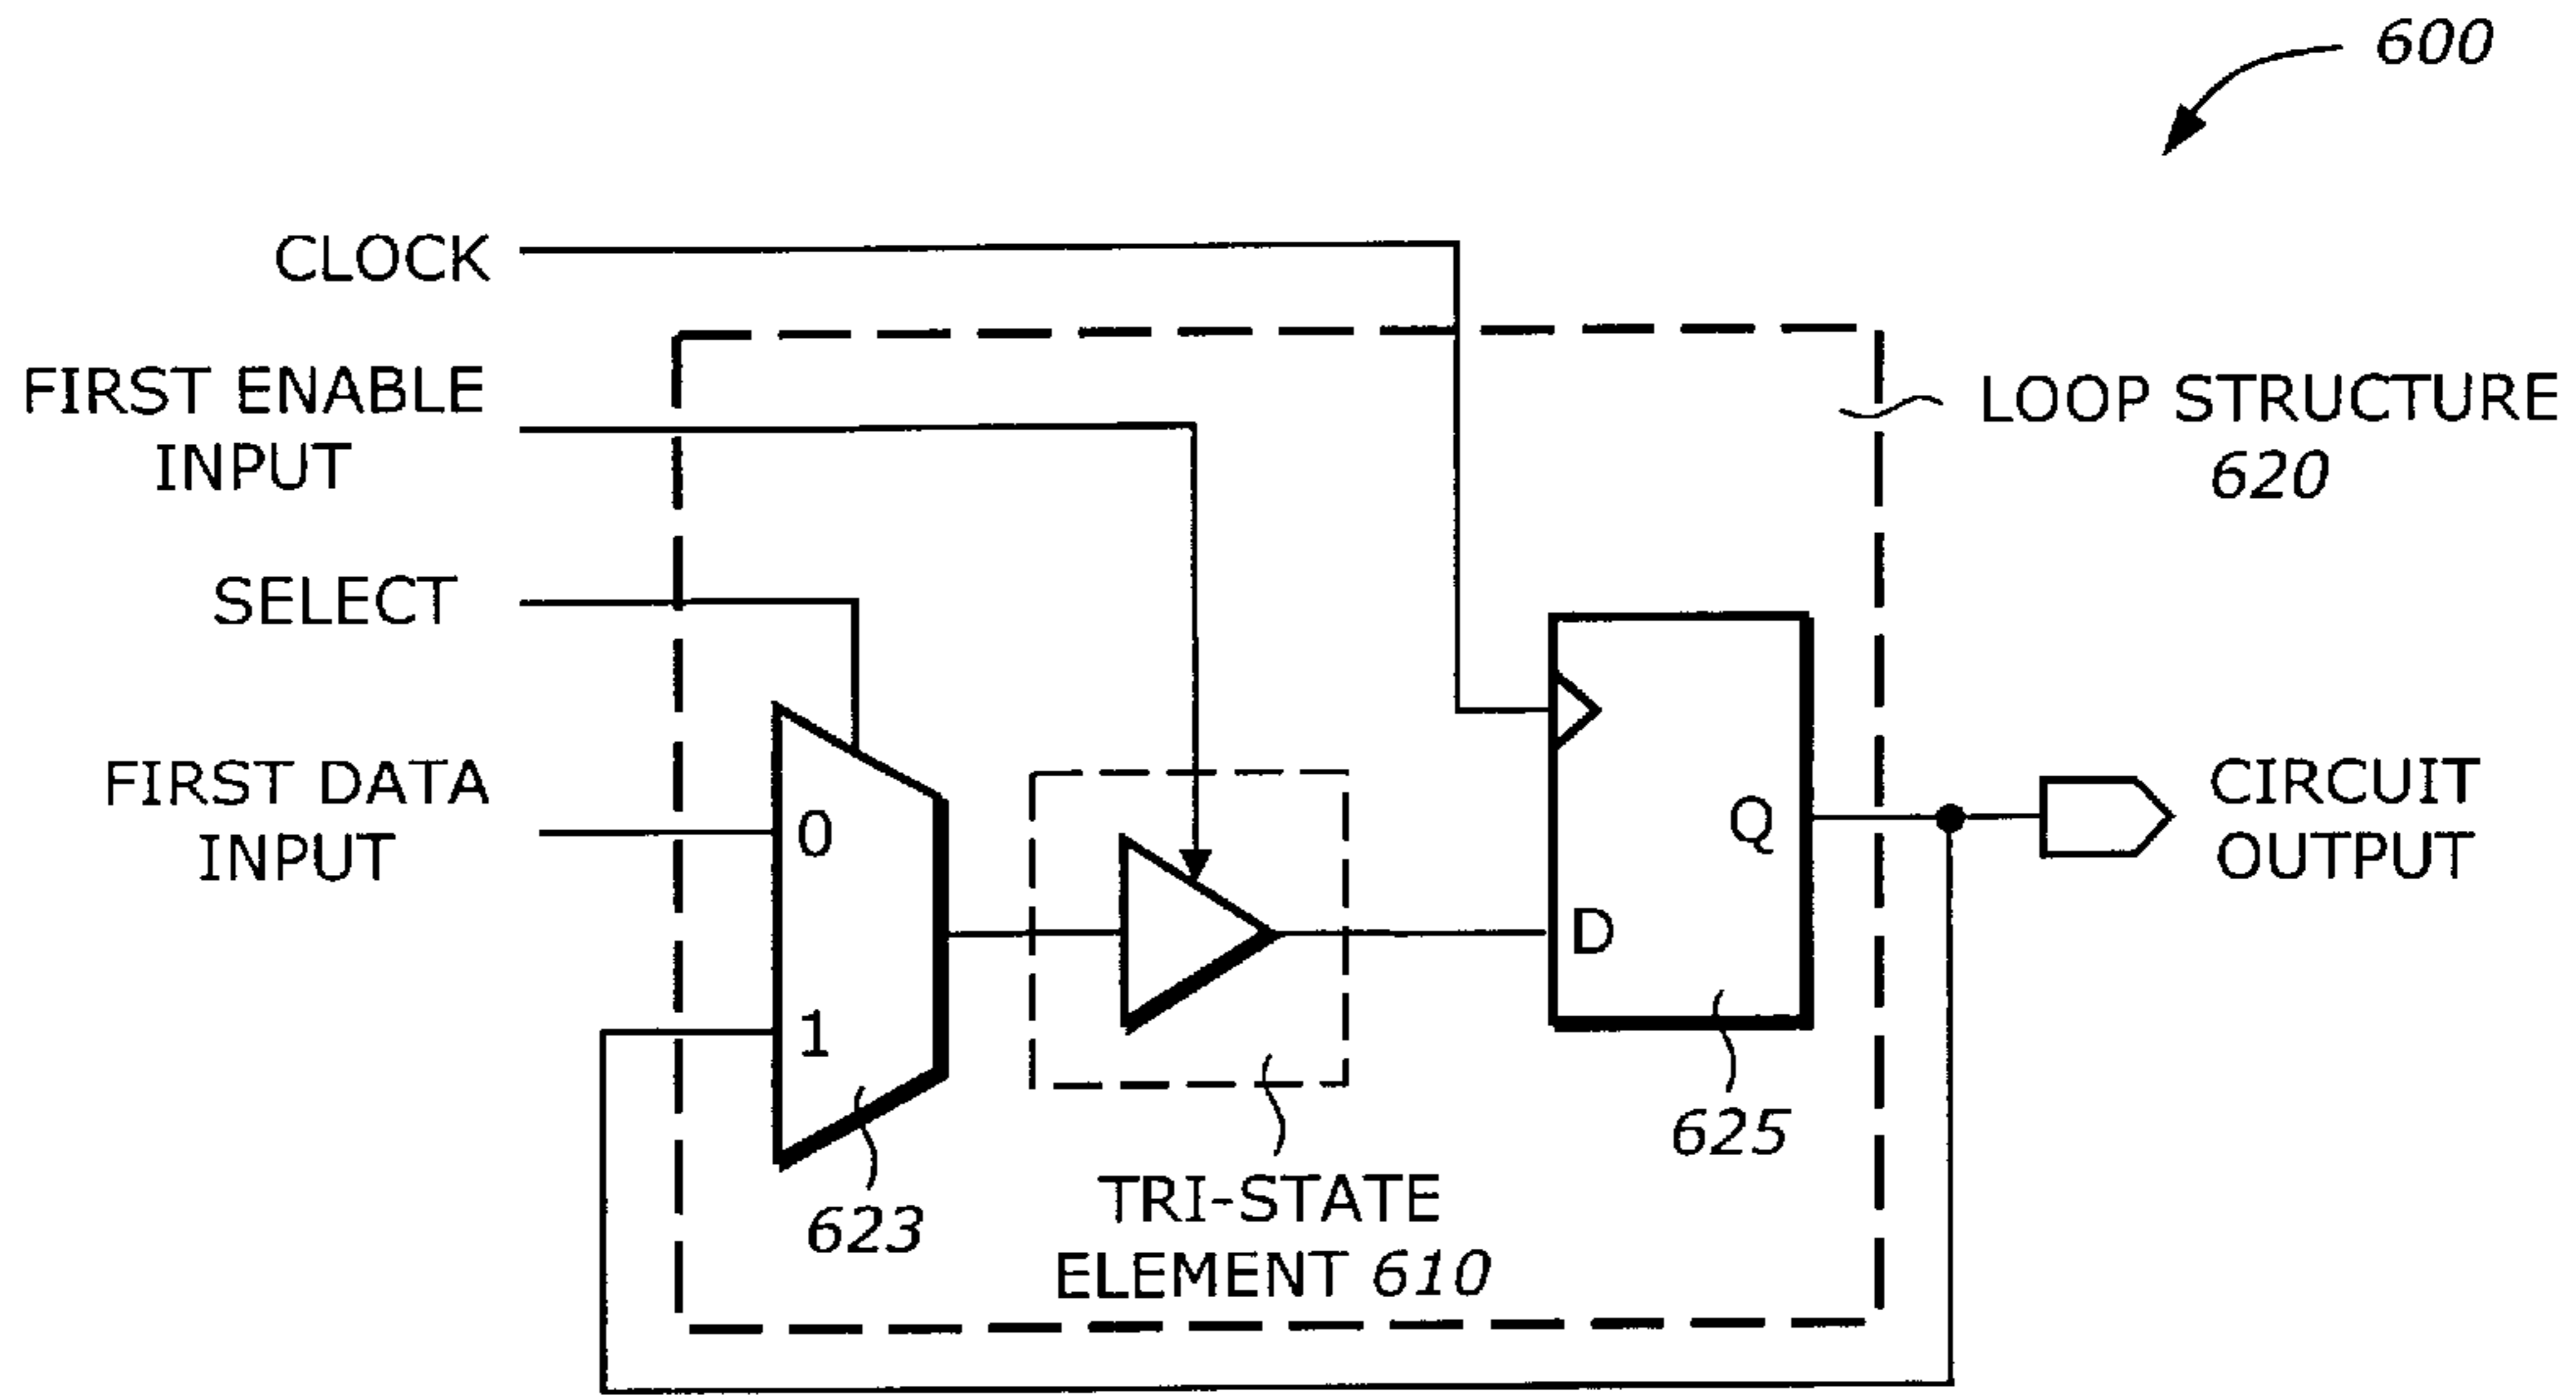 600
CLOCK
FIRST ENABLE
INPUT
LOOP STRUCTURE
620
SELECT
FIRST DATA
INPUT
0
1
Q
D
CIRCUIT
OUTPUT
625
623
TRI-STATE
ELEMENT 610